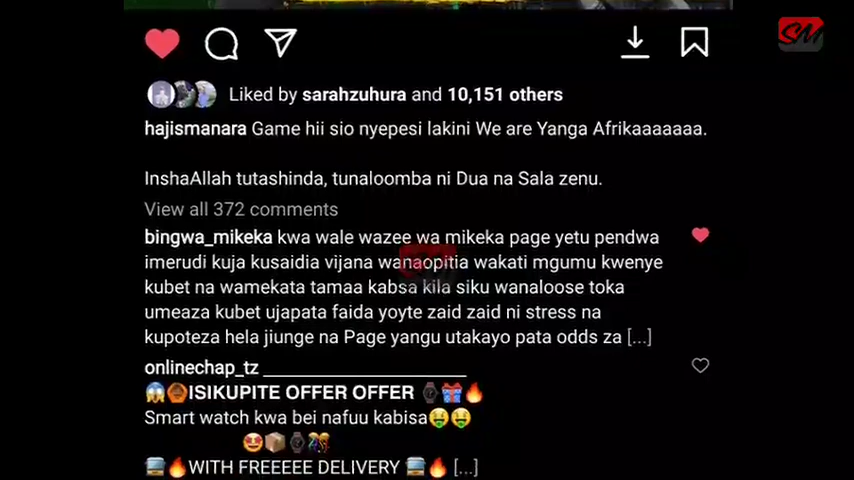 SM
Liked by sarahzuhura and 10,151 others
hajismanara Game hii sio nyepesi lakini We are Yanga Afrikaaaaaaa.
InshaAllah tutashinda, tunaloomba ni Dua na Sala zenu.
View all 372 comments
bingwa_mikeka kwa wale wazee wa mikeka page yetu pendwa
imerudi kuja kusaidia vijana wanaopitia wakati mgumu kwenye
kubet na wamekata tamaa kabsa kila siku wanaloose toka
umeaza kubet ujapata faida yoyte zaid zaid ni stress na
kupoteza hela jiunge na Page yangu utakayo pata odds za [...]
onlinechap_tz ______________________
😱🏵️ISIKUPITE OFFER OFFER ⌚🎁🔥
Smart watch kwa bei nafuu kabisa🤑🤑
🤩📦⌚🎊
🚍🔥WITH FREEEEE DELIVERY 🚍🔥 [...]